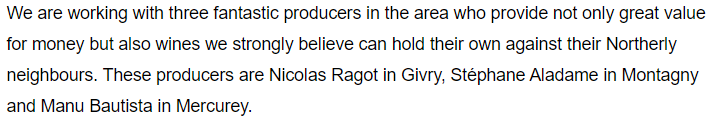 We are working with three fantastic producers in the area who provide not only great value
for money but also wines we strongly believe can hold their own against their Northerly
neighbours. These producers are Nicolas Ragot in Givry, Stéphane Aladame in Montagny
and Manu Bautista in Mercurey.